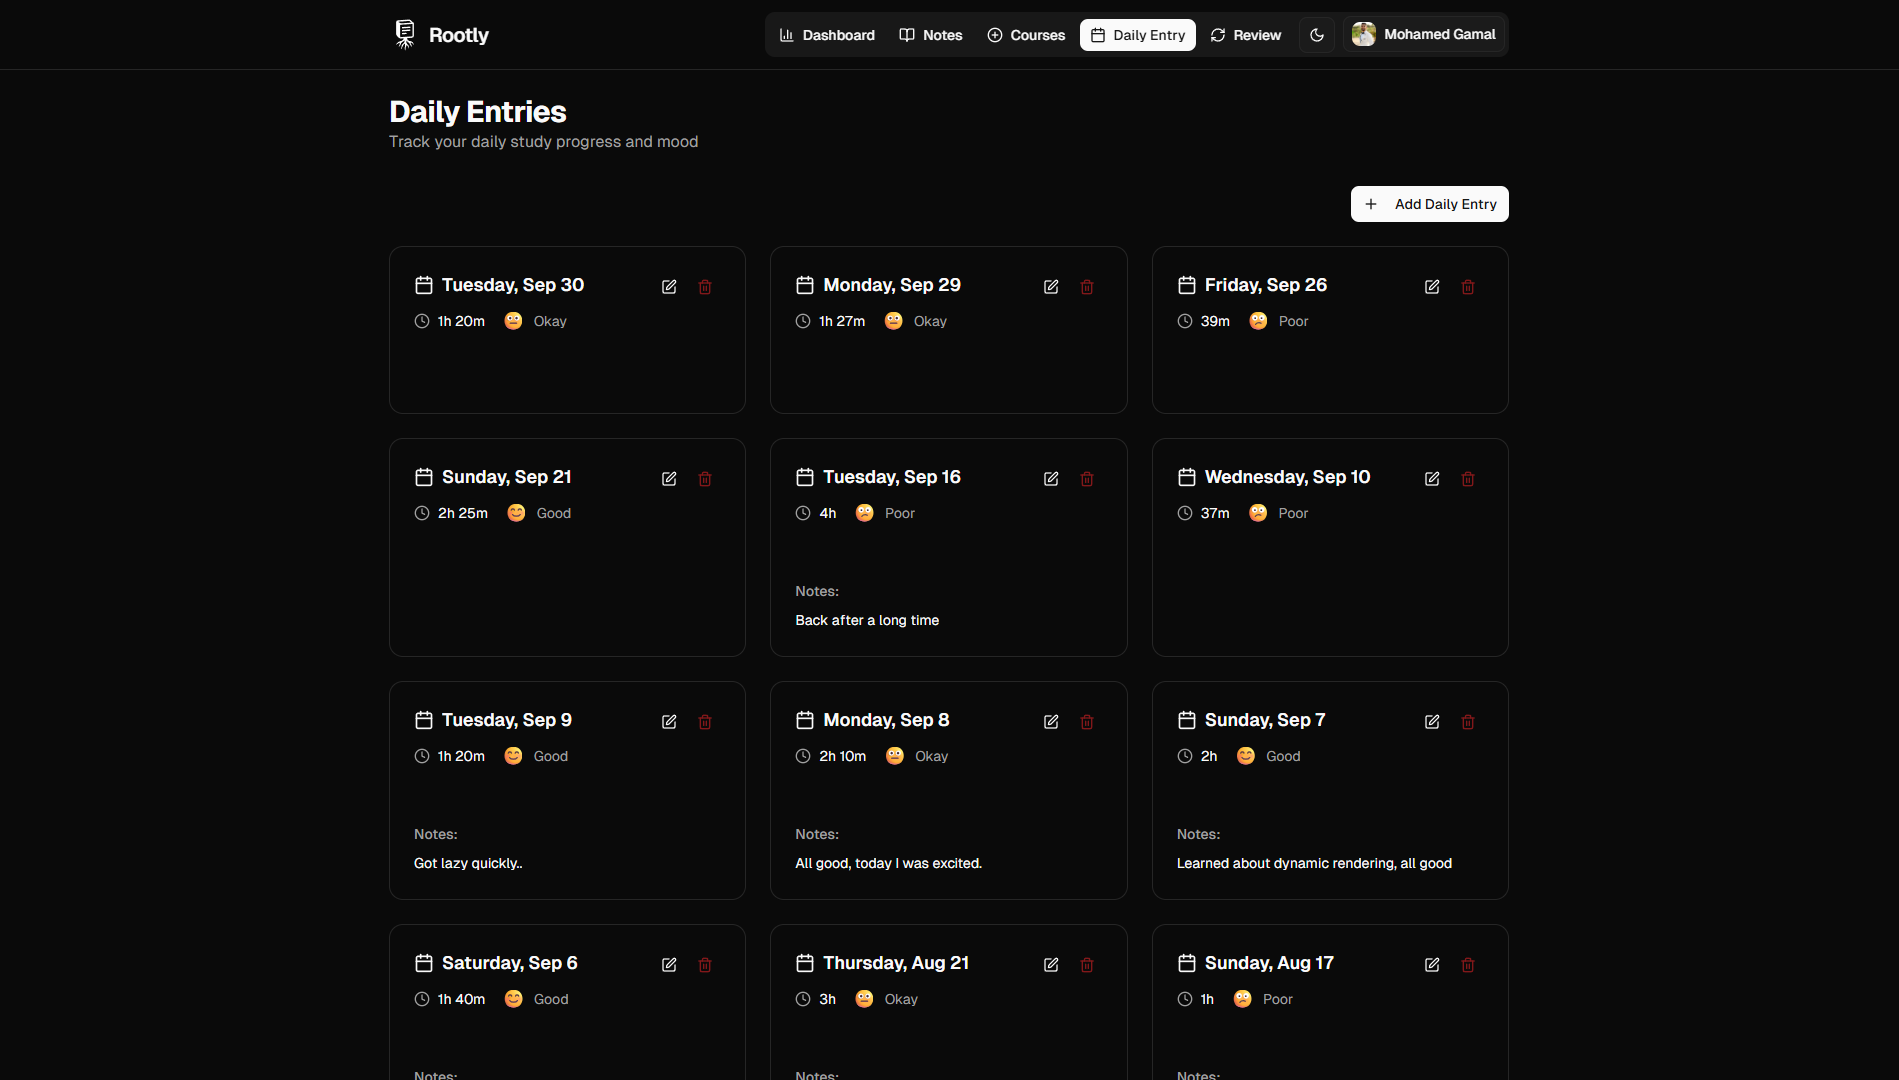 Rootly
Dashboard
Notes
Courses
Daily Entry
Review
Mohamed Gamal
Daily Entries
Track your daily study progress and mood
Add Daily Entry
Tuesday, Sep 30
1h 20m Okay
Monday, Sep 29
1h 27m Okay
Friday, Sep 26
39m Poor
Sunday, Sep 21
2h 25m Good
Tuesday, Sep 16
4h Poor
Notes:
Back after a long time
Wednesday, Sep 10
37m Poor
Tuesday, Sep 9
1h 20m Good
Notes:
Got lazy quickly..
Monday, Sep 8
2h 10m Okay
Notes:
All good, today I was excited.
Sunday, Sep 7
2h Good
Notes:
Learned about dynamic rendering, all good
Saturday, Sep 6
1h 40m Good
Notes:
Thursday, Aug 21
3h Okay
Notes:
Sunday, Aug 17
1h Poor
Notes: